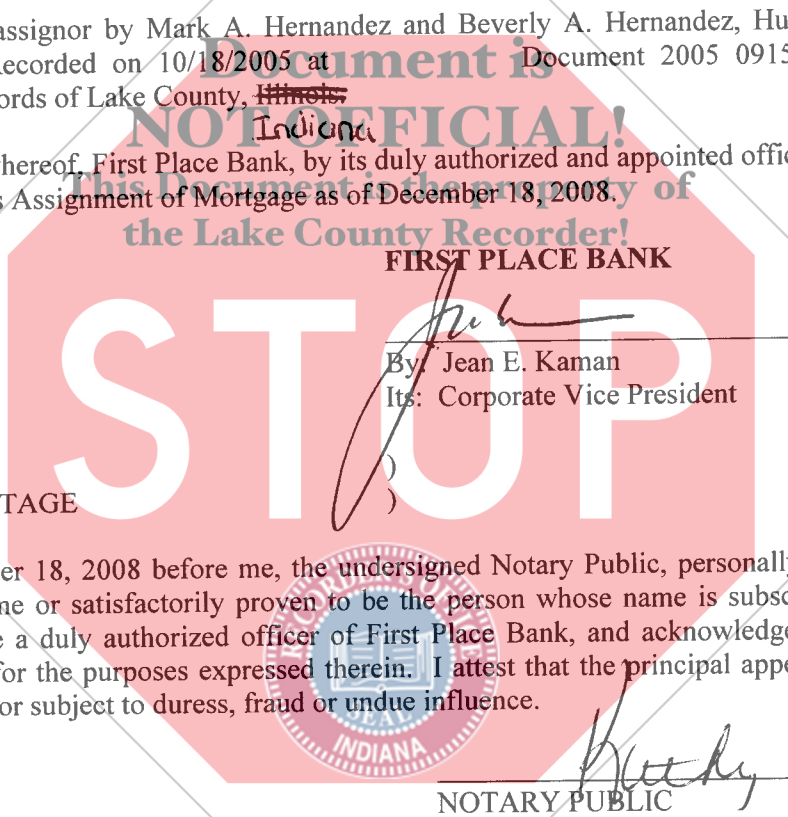 assignor by Mark A. Hernandez and Beverly A. Hernandez, Hu
Recorded on 10/18/2005 at Document 2005 0915
ords of Lake County, Illinois.
Indiana
hereof, First Place Bank, by its duly authorized and appointed offic
s Assignment of Mortgage as of December 18, 2008.
Document is
NOT OFFICIAL!
This Document is the property of
the Lake County Recorder!
FIRST PLACE BANK
By: Jean E. Kaman
Its: Corporate Vice President
)
)
TAGE
STOP
er 18, 2008 before me, the undersigned Notary Public, personally
ne or satisfactorily proven to be the person whose name is subsc
e a duly authorized officer of First Place Bank, and acknowledge
for the purposes expressed therein. I attest that the principal appe
or subject to duress, fraud or undue influence.
RECORDER'S OFFICE
SEAL
INDIANA
NOTARY PUBLIC